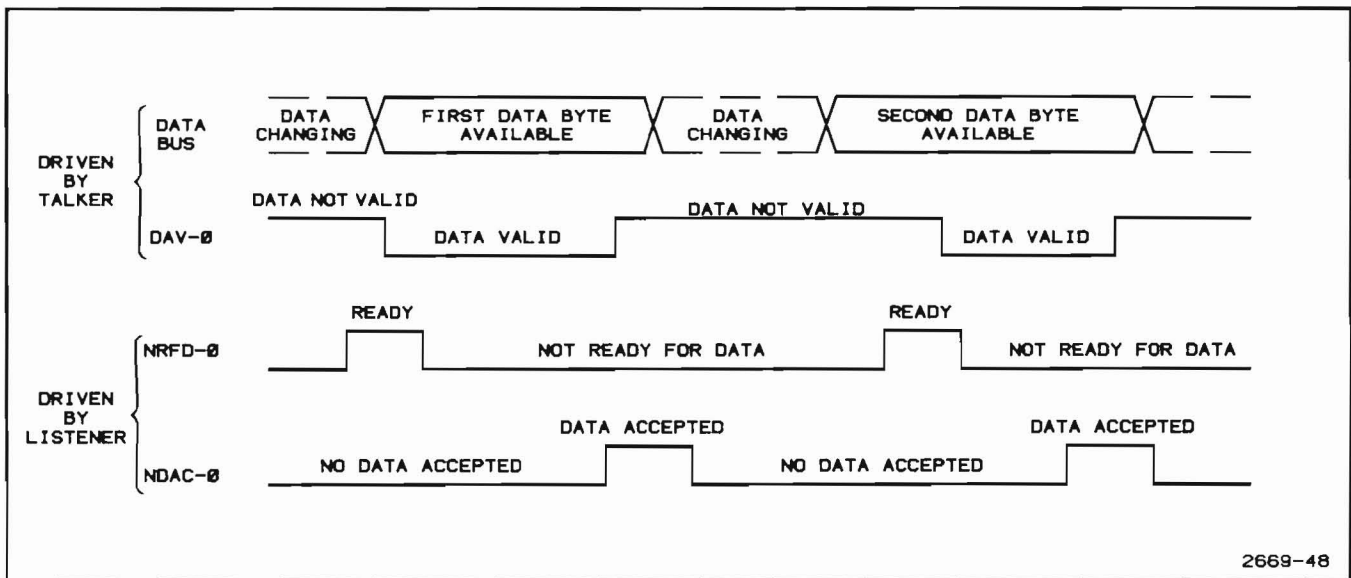 DRIVEN
BY
TALKER
DATA
BUS
DATA
CHANGING
FIRST DATA BYTE
AVAILABLE
DATA
CHANGING
SECOND DATA BYTE
AVAILABLE
DAV-0
DATA NOT VALID
DATA VALID
DATA NOT VALID
DATA VALID
DRIVEN
BY
LISTENER
NRFD-0
READY
NOT READY FOR DATA
READY
NOT READY FOR DATA
NDAC-0
NO DATA ACCEPTED
DATA ACCEPTED
NO DATA ACCEPTED
DATA ACCEPTED
2669-48